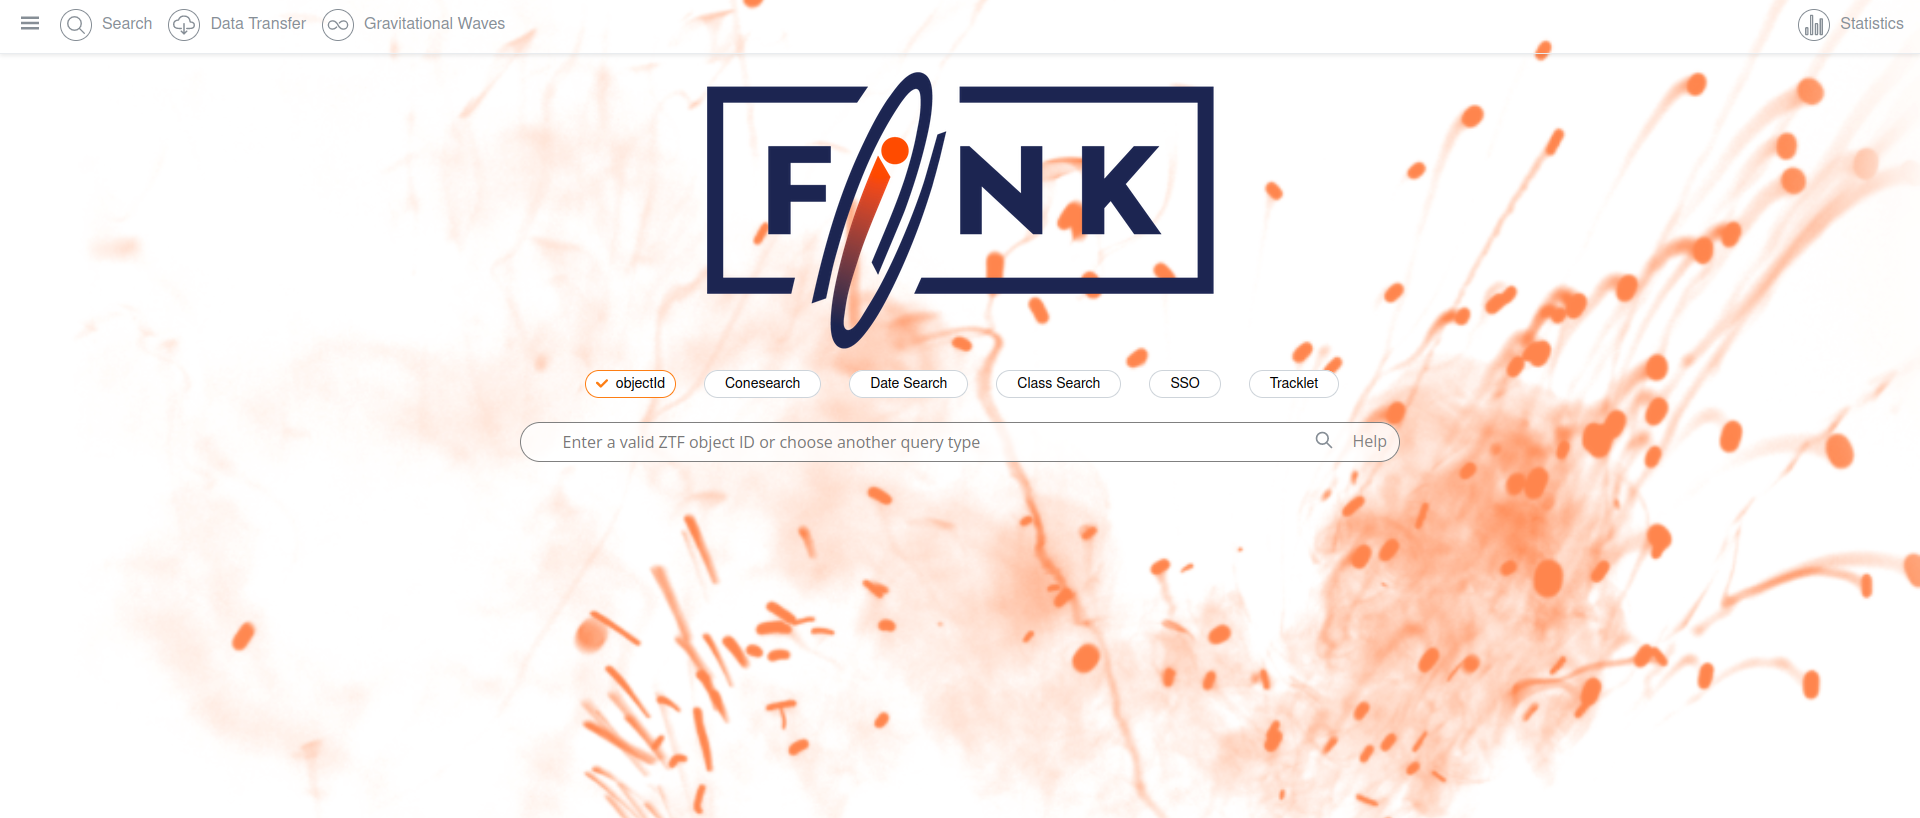 Search Data Transfer Gravitational Waves Statistics
FiNK
objectId Conesearch Date Search Class Search SSO Tracklet
Enter a valid ZTF object ID or choose another query type Help